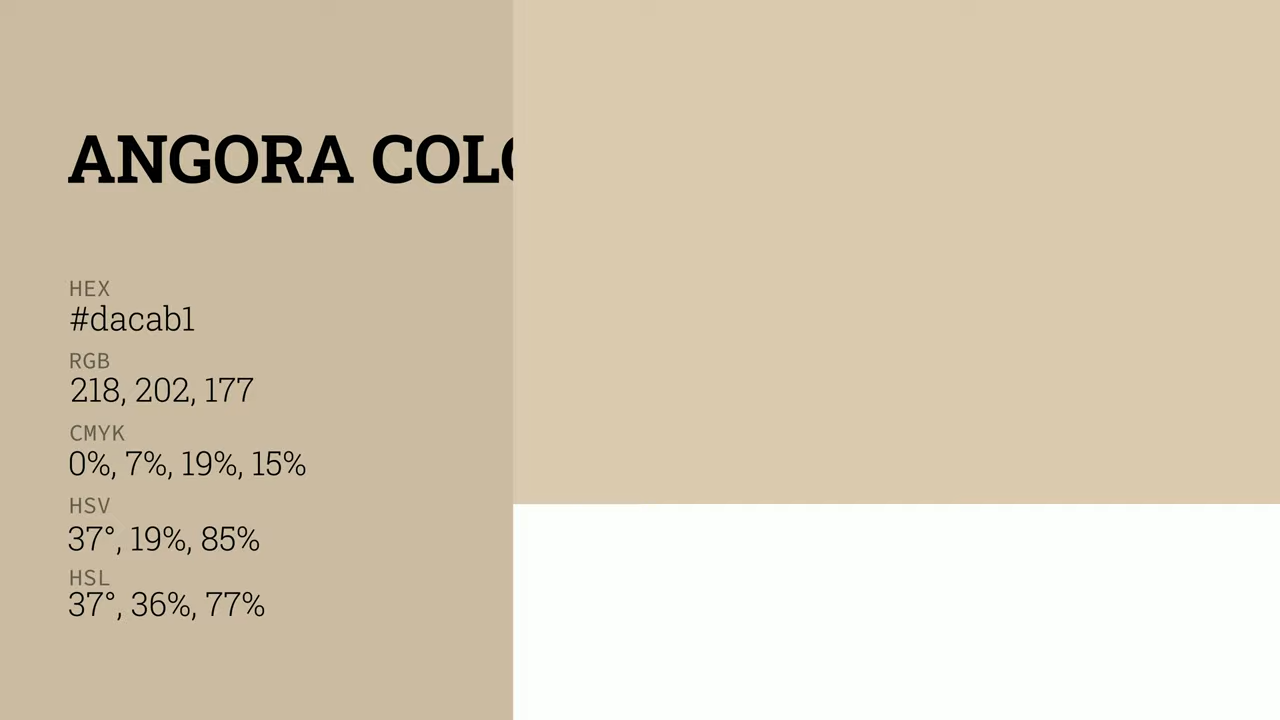 ANGORA COL
HEX
#dacab1
RGB
218, 202, 177
CMYK
0%, 7%, 19%, 15%
HSV
37°, 19%, 85%
HSL
37°, 36%, 77%